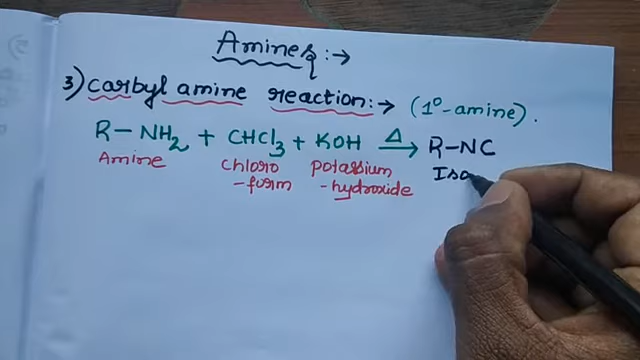 Amines :→
3) carbyl amine reaction :→ (1°-amine).
R-NH2 + CHCl3 + KOH Δ→ R-NC
Amine chloro potassium Iso
-form -hydroxide